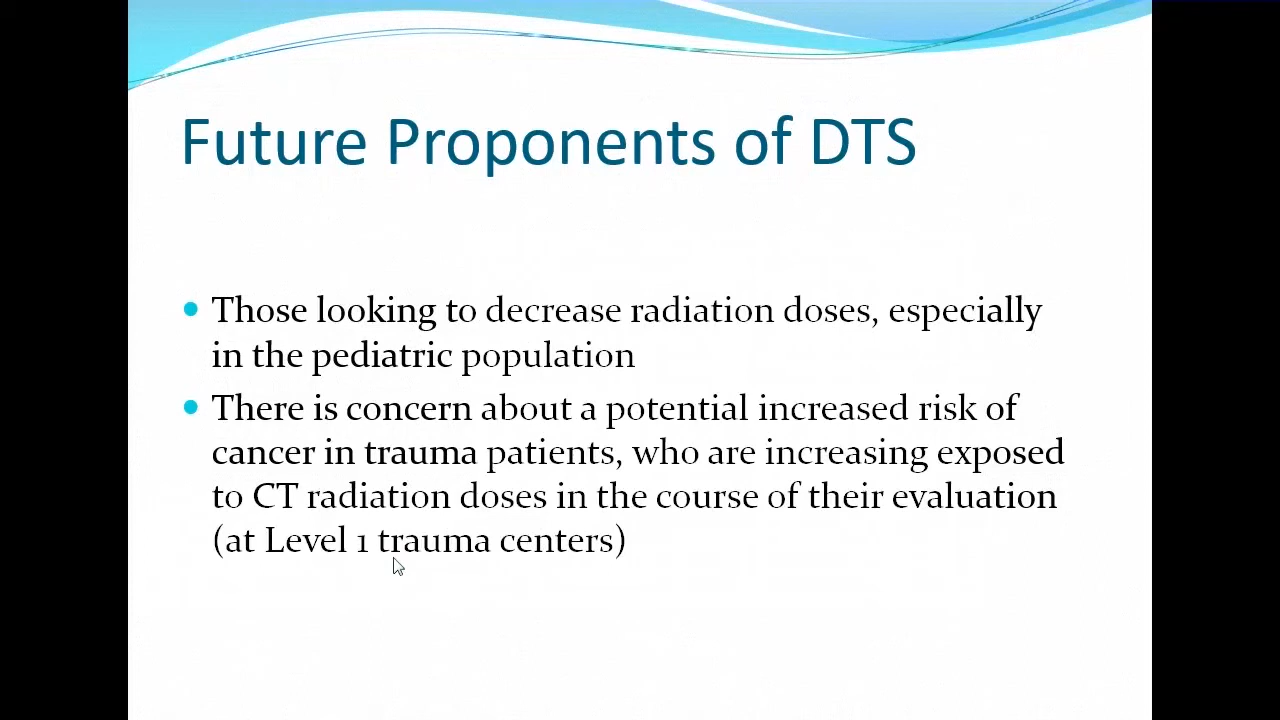 Future Proponents of DTS
Those looking to decrease radiation doses, especially
in the pediatric population
There is concern about a potential increased risk of
cancer in trauma patients, who are increasing exposed
to CT radiation doses in the course of their evaluation
(at Level 1 trauma centers)